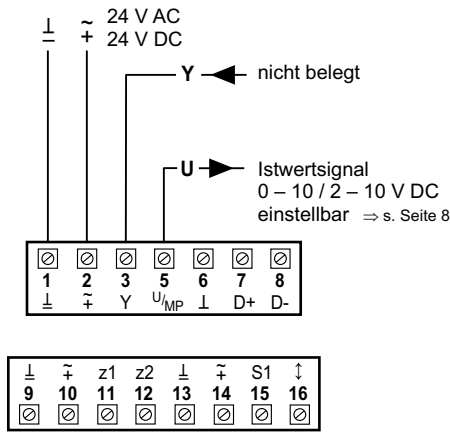 ⊥ ~ 24 V AC
– + 24 V DC
Y nicht belegt
U Istwertsignal
0 – 10 / 2 – 10 V DC
einstellbar ⇒ s. Seite 8
1 2 3 5 6 7 8
⊥ ~+ Y U/MP ⊥ D+ D-
⊥ ~+ z1 z2 ⊥ ~+ S1 ↕
9 10 11 12 13 14 15 16